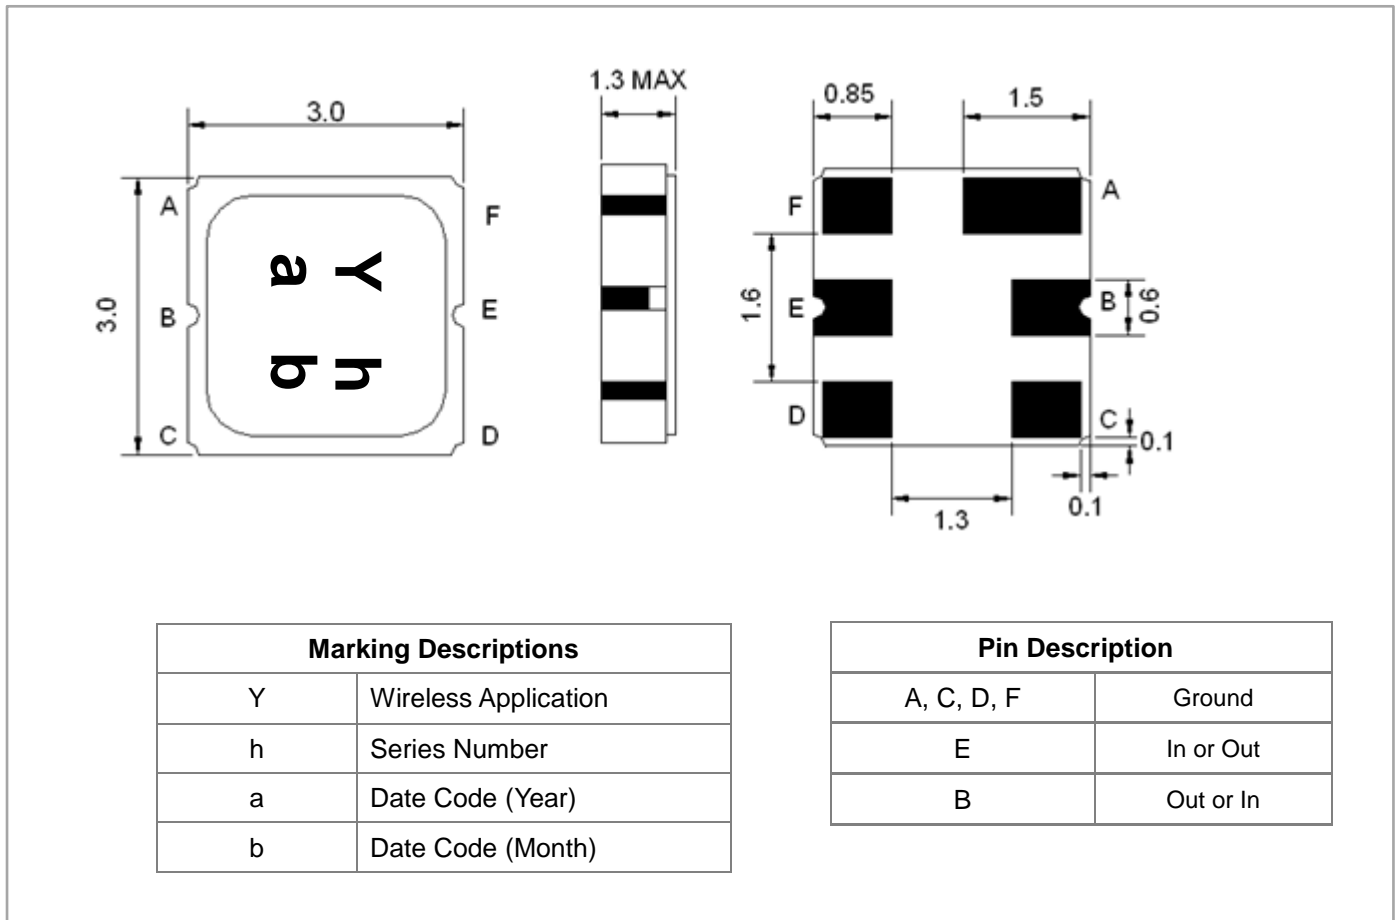 1.3 MAX
0.85
1.5
3.0
A
F
F
A
Y
a
3.0
B
E
1.6
E
B
0.6
h
b
C
D
D
C
0.1
0.1
1.3
Marking Descriptions
Y Wireless Application
h Series Number
a Date Code (Year)
b Date Code (Month)
Pin Description
A, C, D, F Ground
E In or Out
B Out or In